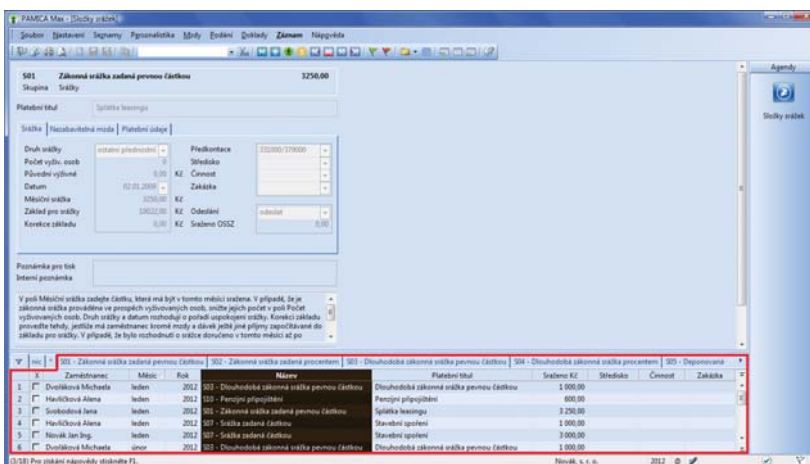 PAMICA Max - [Složky srážek]
Soubor Nastavení Seznamy Personalistika Mzdy Podání Doklady Záznam Nápověda
Agendy
Složky srážek
S01 Zákonná srážka zadaná pevnou částkou 3250,00
Skupina Srážky
Platební titul Splátka leasingu
Srážka Nezabavitelná mzda Platební údaje
Druh srážky ostatní přednostní Předkontace 331000/379000
Počet vyživ. osob 0 Středisko
Původní výživné 0,00 Kč Činnost
Datum 02.01.2009 Zakázka
Měsíční srážka 3250,00 Kč
Základ pro srážky 10022,00 Kč Odeslání odeslat
Korekce základu 0,00 Kč Sraženo OSSZ 0,00
Poznámka pro tisk
Interní poznámka
V poli Měsíční srážka zadejte částku, která má být v tomto měsíci sražena. V případě, že je
zákonná srážka prováděna ve prospěch vyživovaných osob, snižte jejich počet v poli Počet
vyživovaných osob. Druh srážky a datum rozhodují o pořadí uspokojení srážky. Korekci základu
proveďte tehdy, jestliže má zaměstnanec kromě mzdy a dávek ještě jiné příjmy započítávané do
základu pro srážky. V případě, že bylo rozhodnutí o srážce doručeno v tomto měsíci až po
nic * S01 - Zákonná srážka zadaná pevnou částkou S02 - Zákonná srážka zadaná procentem S03 - Dlouhodobá zákonná srážka pevnou částkou S04 - Dlouhodobá zákonná srážka procentem S05 - Deponovaná
X Zaměstnanec Měsíc Rok Název Platební titul Sraženo Kč Středisko Činnost Zakázka
1 Dvořáková Michaela leden 2012 S03 - Dlouhodobá zákonná srážka pevnou částkou Dlouhodobá zákonná srážka pevnou částkou 1 000,00
2 Havlíčková Alena leden 2012 S10 - Penzijní připojištění Penzijní připojištění 600,00
3 Svobodová Jana leden 2012 S01 - Zákonná srážka zadaná pevnou částkou Splátka leasingu 3 250,00
4 Havlíčková Alena leden 2012 S07 - Srážka zadaná částkou Stavební spoření 1 000,00
5 Novák Jan Ing. leden 2012 S07 - Srážka zadaná částkou Stavební spoření 3 000,00
6 Dvořáková Michaela únor 2012 S03 - Dlouhodobá zákonná srážka pevnou částkou Dlouhodobá zákonná srážka pevnou částkou 1 000,00
(3/18) Pro získání nápovědy stiskněte F1. Novák, s. r. o. 2012